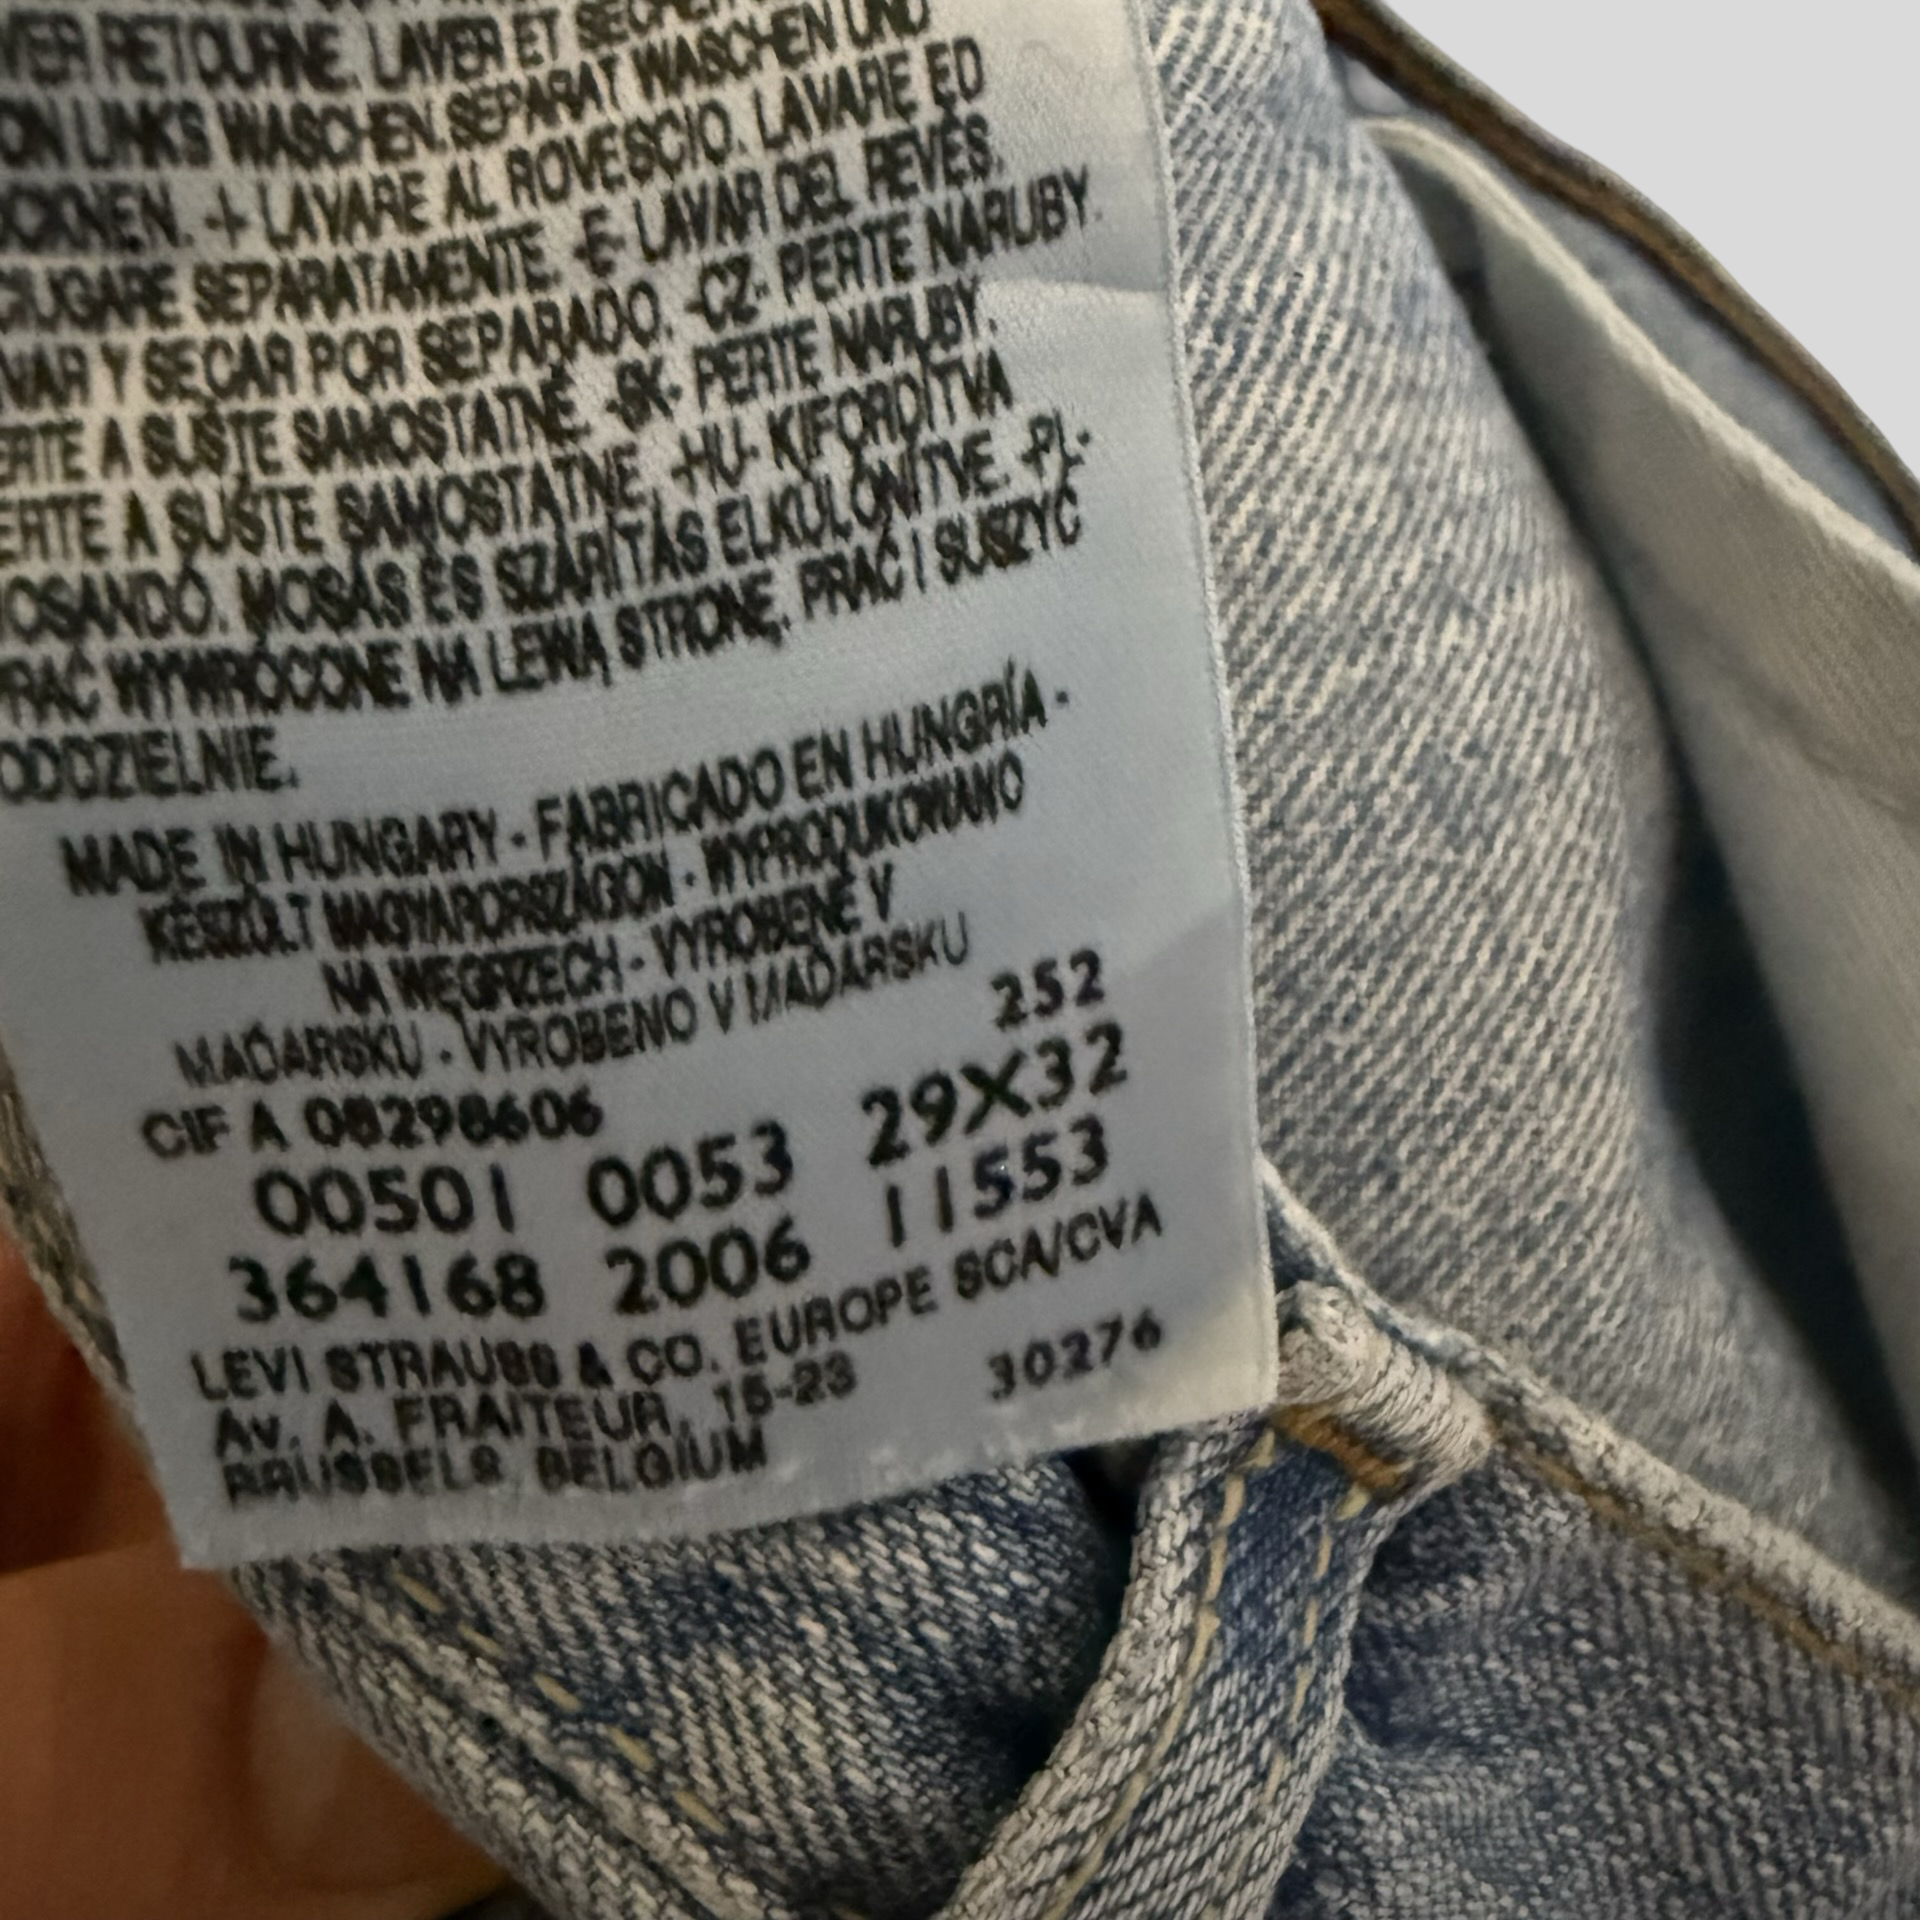 VER RETOURNE. LAVER ET
ON LINKS WASCHEN. SEPARAT WASCHEN UND
OCKNEN. + LAVARE AL ROVESCIO. LAVARE ED
CIUGARE SEPARATAMENTE. -E- LAVAR DEL REVÉS.
VAR Y SECAR POR SEPARADO. -CZ- PERTE NARUBY.
ERTE A SUŠTE SAMOSTATNĚ. -SK- PERTE NARUBY.
ERTE A SUŠTE SAMOSTATNE. -HU- KIFORDÍTVA
MOSANDÓ. MOSÁS ÉS SZÁRÍTÁS ELKÜLÖNÍTVE. -PL-
PRAĆ WYWRÓCONE NA LEWĄ STRONĘ. PRAĆ I SUSZYĆ
ODDZIELNIE.
MADE IN HUNGARY - FABRICADO EN HUNGRÍA -
KÉSZÜLT MAGYARORSZÁGON - WYPRODUKOWANO
NA WĘGRZECH - VYROBENÉ V
MAĎARSKU - VYROBENO V MAĎARSKU
252
CIF A 08298606
00501 0053 29X32
364168 2006 11553
LEVI STRAUSS & CO. EUROPE SCA/CVA
Av. A. FRAITEUR, 15-23 30276
BRUSSELS BELGIUM